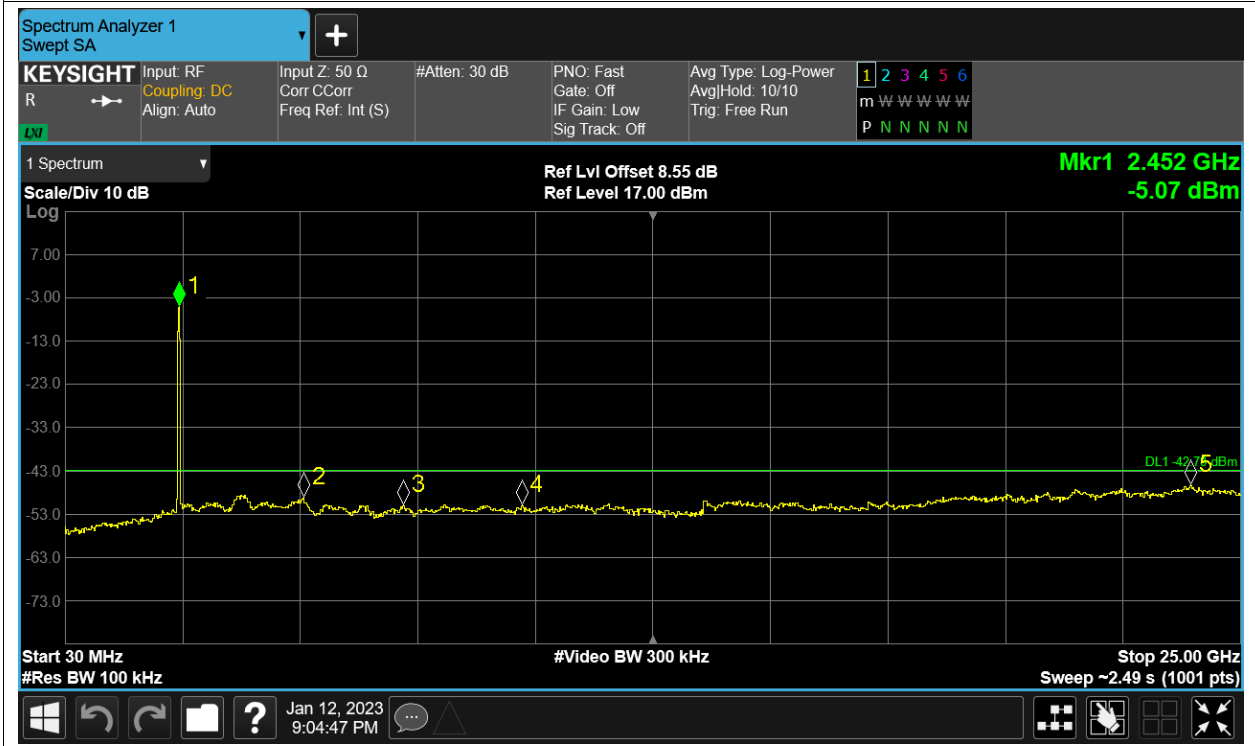 Spectrum Analyzer 1
Swept SA
+
KEYSIGHT
R
LXI
Input: RF
Coupling: DC
Align: Auto
Input Z: 50 Ω
Corr CCorr
Freq Ref: Int (S)
#Atten: 30 dB
PNO: Fast
Gate: Off
IF Gain: Low
Sig Track: Off
Avg Type: Log-Power
Avg|Hold: 10/10
Trig: Free Run
1 2 3 4 5 6
m W W W W W
P N N N N N
1 Spectrum
Scale/Div 10 dB
Log
Ref Lvl Offset 8.55 dB
Ref Level 17.00 dBm
Mkr1 2.452 GHz
-5.07 dBm
7.00
-3.00
-13.0
-23.0
-33.0
-43.0
-53.0
-63.0
-73.0
1
2
3
4
5
DL1 dBm
Start 30 MHz
#Res BW 100 kHz
#Video BW 300 kHz
Stop 25.00 GHz
Sweep ~2.49 s (1001 pts)
?
Jan 12, 2023
9:04:47 PM